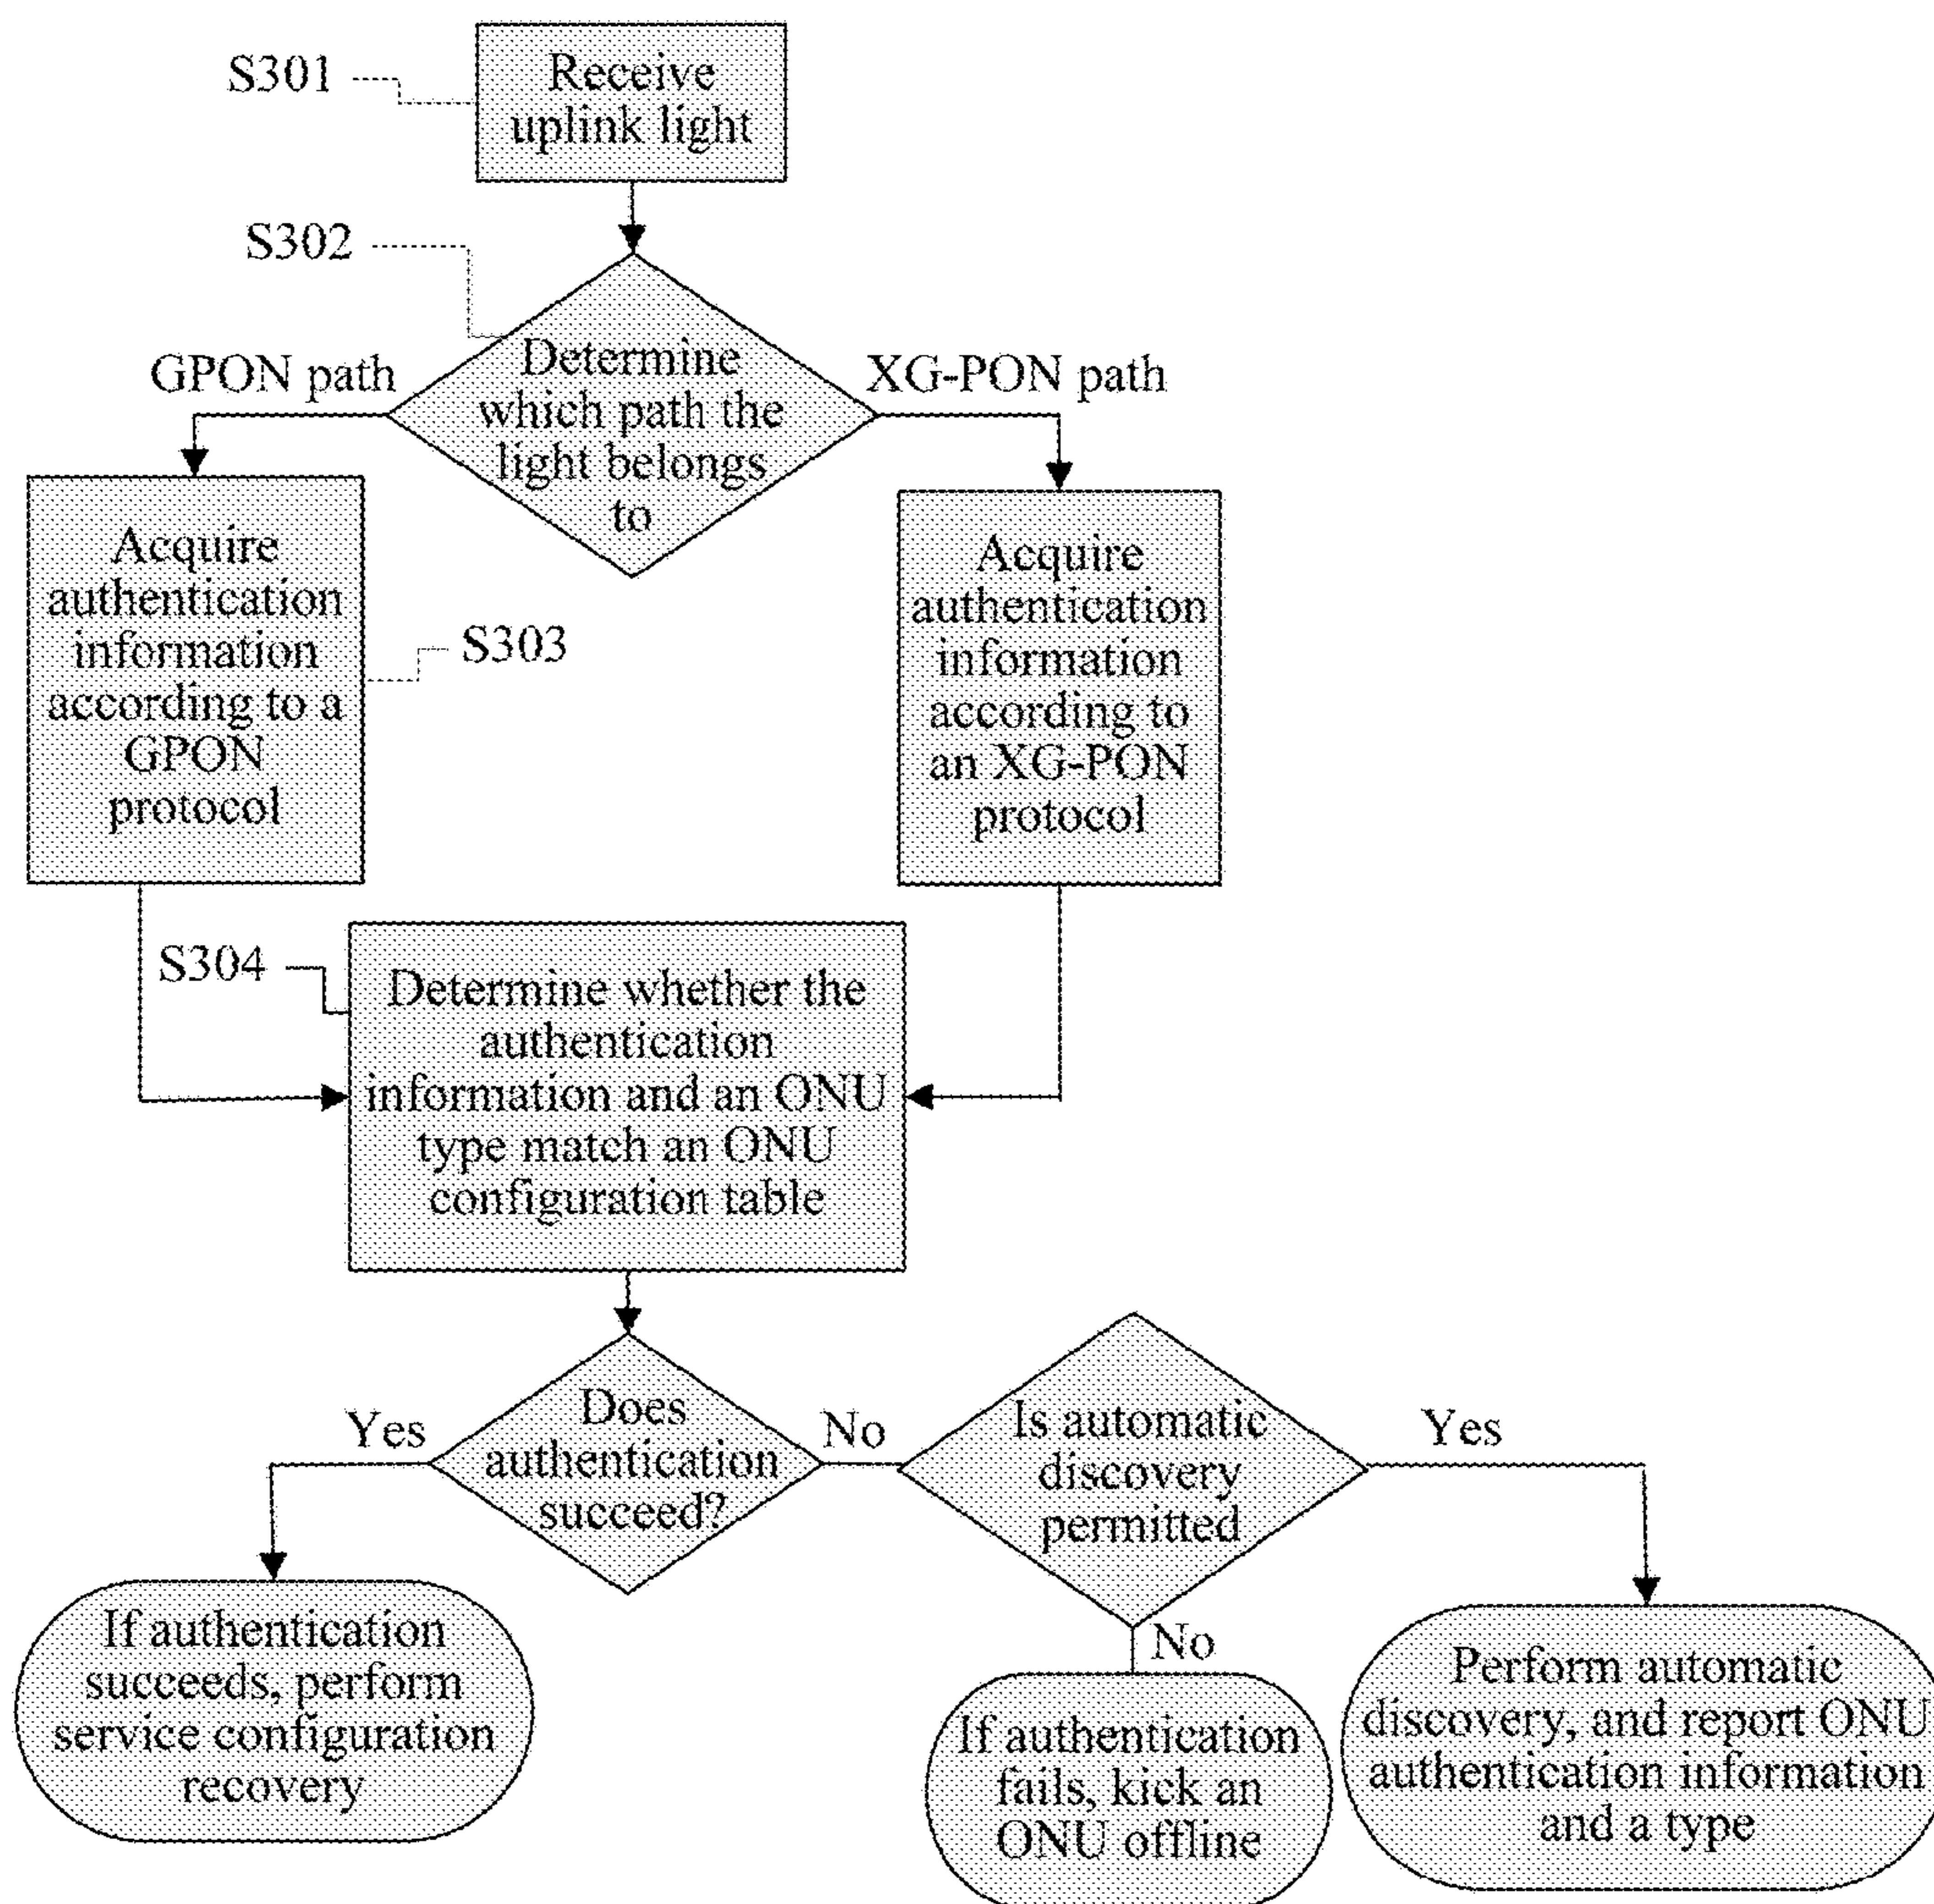 S301
Receive
uplink light
S302
GPON path
Determine
which path the
light belongs
to
XG-PON path
Acquire
authentication
information
according to a
GPON
protocol
S303
Acquire
authentication
information
according to
an XG-PON
protocol
S304
Determine whether the
authentication
information and an ONU
type match an ONU
configuration table
Yes
Does
authentication
succeed?
No
Is automatic
discovery
permitted
Yes
If authentication
succeeds, perform
service configuration
recovery
No
If authentication
fails, kick an
ONU offline
Perform automatic
discovery, and report ONU
authentication information
and a type